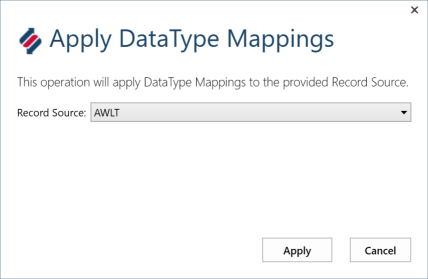 Apply DataType Mappings
This operation will apply DataType Mappings to the provided Record Source.
Record Source: AWLT
Apply Cancel